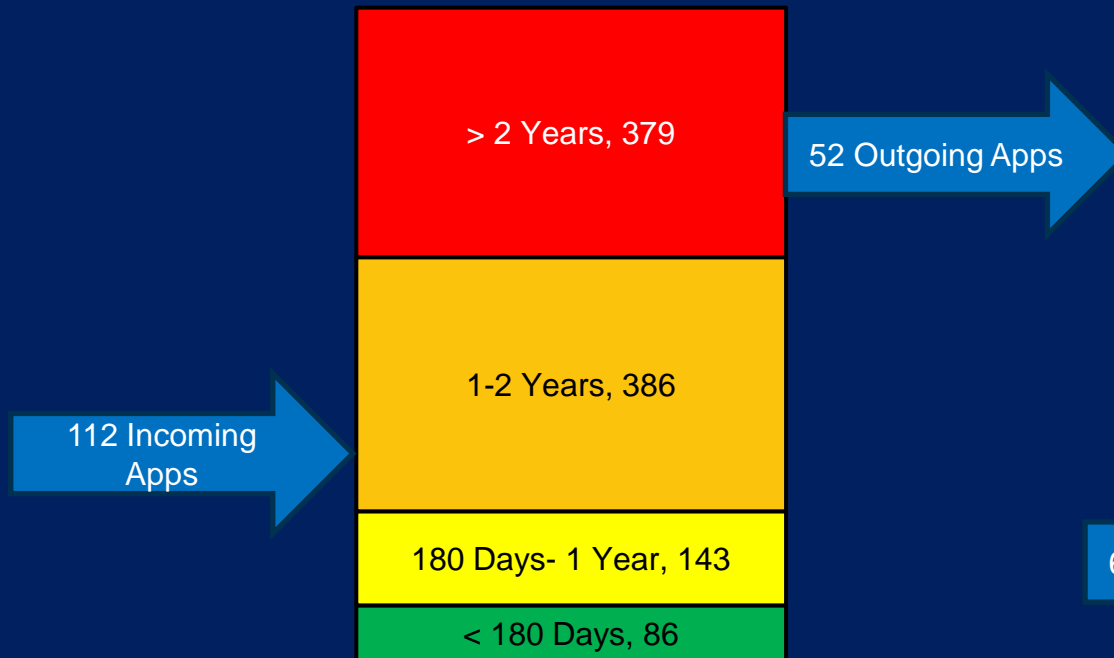 > 2 Years, 379
52 Outgoing Apps
1-2 Years, 386
112 Incoming
Apps
180 Days- 1 Year, 143
< 180 Days, 86